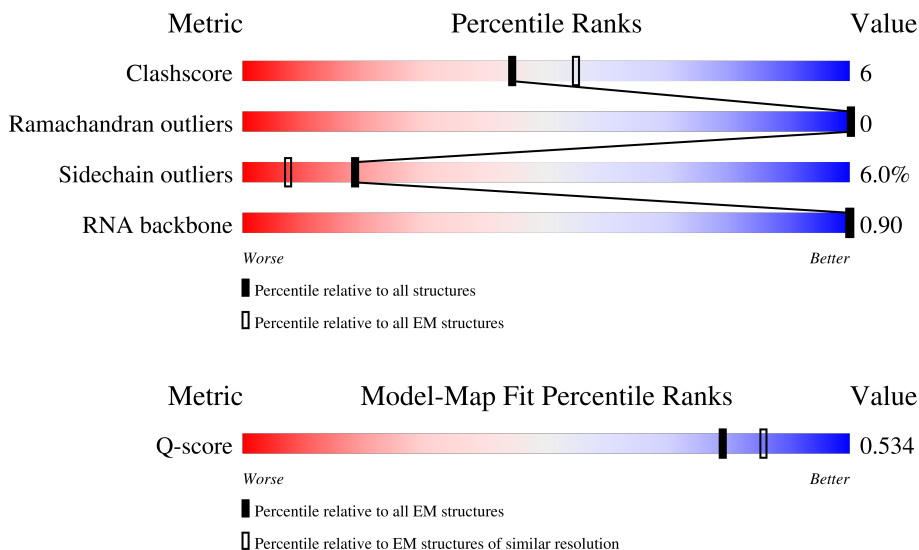 Metric Percentile Ranks Value
Clashscore 6
Ramachandran outliers 0
Sidechain outliers 6.0%
RNA backbone 0.90
Worse Better
Percentile relative to all structures
Percentile relative to all EM structures
Metric Model-Map Fit Percentile Ranks Value
Q-score 0.534
Worse Better
Percentile relative to all EM structures
Percentile relative to EM structures of similar resolution